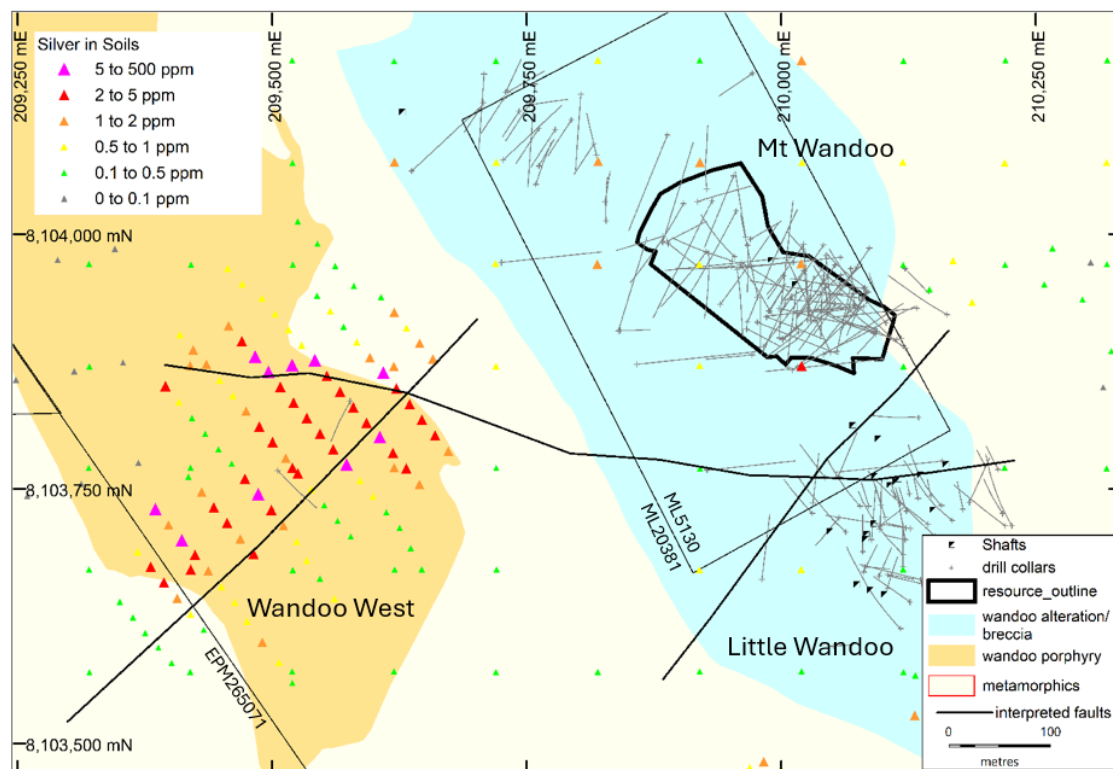 209,250 mE
209,500 mE
209,750 mE
210,000 mE
210,250 mE
Silver in Soils
5 to 500 ppm
2 to 5 ppm
1 to 2 ppm
0.5 to 1 ppm
0.1 to 0.5 ppm
0 to 0.1 ppm
Mt Wandoo
8,104,000 mN
8,103,750 mN
ML5130
ML20381
Wandoo West
Little Wandoo
EPM265071
8,103,500 mN
Shafts
drill collars
resource_outline
wandoo alteration/
breccia
wandoo porphyry
metamorphics
interpreted faults
0 100
metres